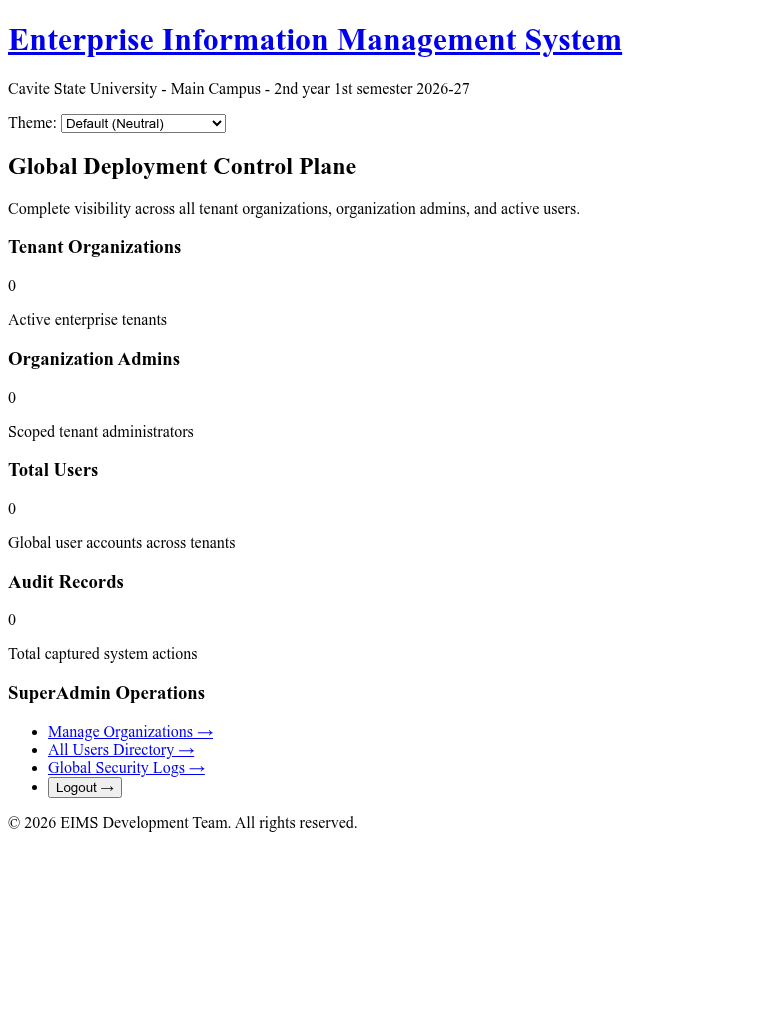 Enterprise Information Management System
Cavite State University - Main Campus - 2nd year 1st semester 2026-27
Theme: Default (Neutral)
Global Deployment Control Plane
Complete visibility across all tenant organizations, organization admins, and active users.
Tenant Organizations
0
Active enterprise tenants
Organization Admins
0
Scoped tenant administrators
Total Users
0
Global user accounts across tenants
Audit Records
0
Total captured system actions
SuperAdmin Operations
• Manage Organizations →
• All Users Directory →
• Global Security Logs →
• Logout →
© 2026 EIMS Development Team. All rights reserved.